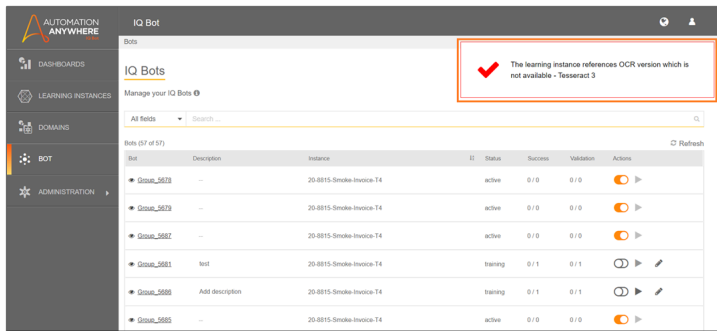 AUTOMATION
ANYWHERE
IQ Bot
Bots
The learning instance references OCR version which is
not available - Tesseract 3
DASHBOARDS
LEARNING INSTANCES
DOMAINS
BOT
ADMINISTRATION
IQ Bots
Manage your IQ Bots
All fields Search ...
Bots (57 of 57) Refresh
Bot Description Instance Status Success Validation Actions
Group_5678 -- 20-8815-Smoke-Invoice-T4 active 0 / 0 0 / 0
Group_5679 -- 20-8815-Smoke-Invoice-T4 active 0 / 0 0 / 0
Group_5687 -- 20-8815-Smoke-Invoice-T4 active 0 / 0 0 / 0
Group_5681 test 20-8815-Smoke-Invoice-T4 training 0 / 1 0 / 1
Group_5686 Add description 20-8815-Smoke-Invoice-T4 training 0 / 1 0 / 1
Group_5685 -- 20-8815-Smoke-Invoice-T4 active 0 / 0 0 / 0